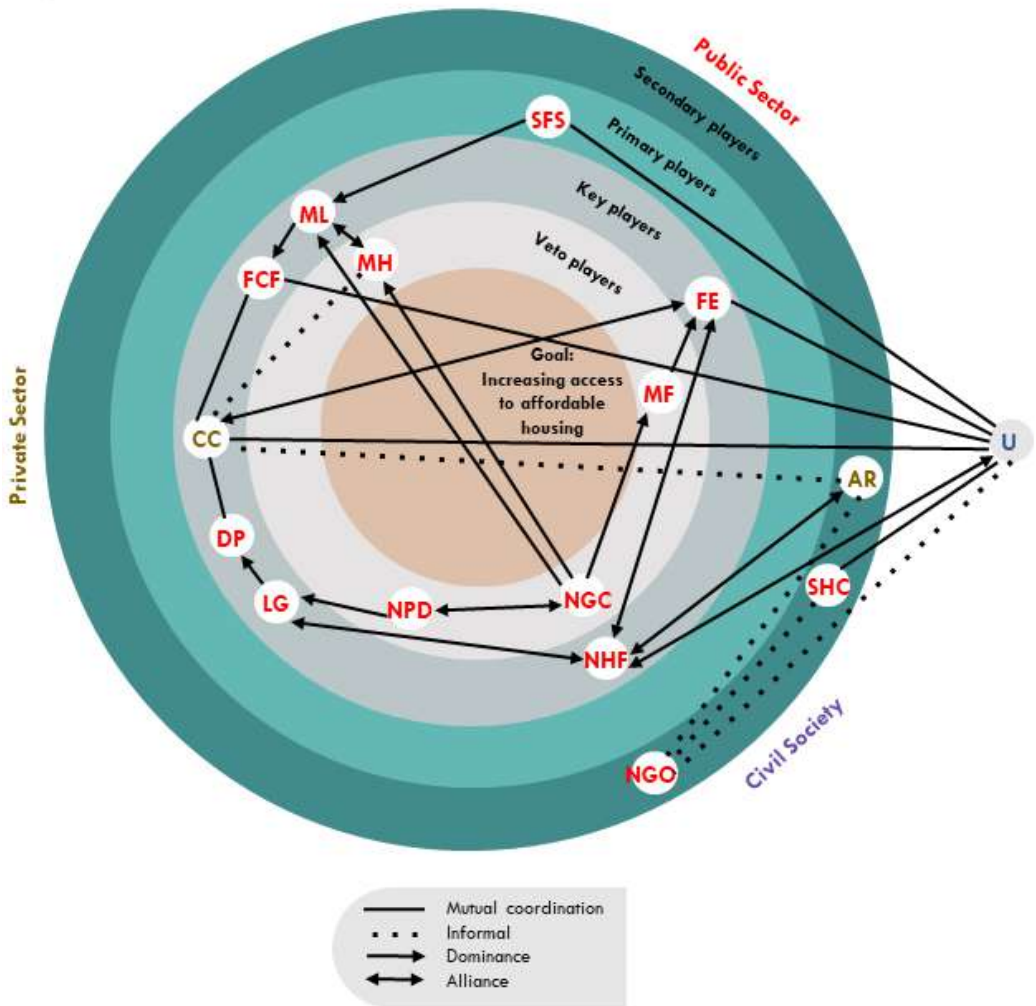 Public Sector
Secondary players
Primary players
Key players
Veto players
SFS
ML
MH
FCF
FE
Goal:
Increasing access
to affordable
housing
MF
CC
U
AR
Private Sector
DP
SHC
LG
NPD
NGC
NHF
Civil Society
NGO
Mutual coordination
Informal
Dominance
Alliance